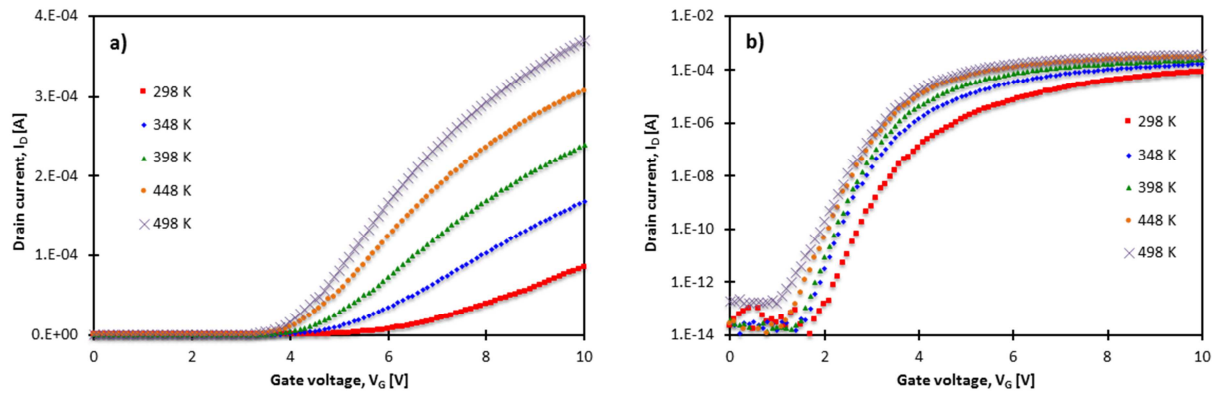 a)
4.E-04
3.E-04
2.E-04
1.E-04
0.E+00
Drain current, I_D [A]
298 K
348 K
398 K
448 K
498 K
0 2 4 6 8 10
Gate voltage, V_G [V]
b)
1.E-02
1.E-04
1.E-06
1.E-08
1.E-10
1.E-12
1.E-14
Drain current, I_D [A]
298 K
348 K
398 K
448 K
498 K
0 2 4 6 8 10
Gate voltage, V_G [V]